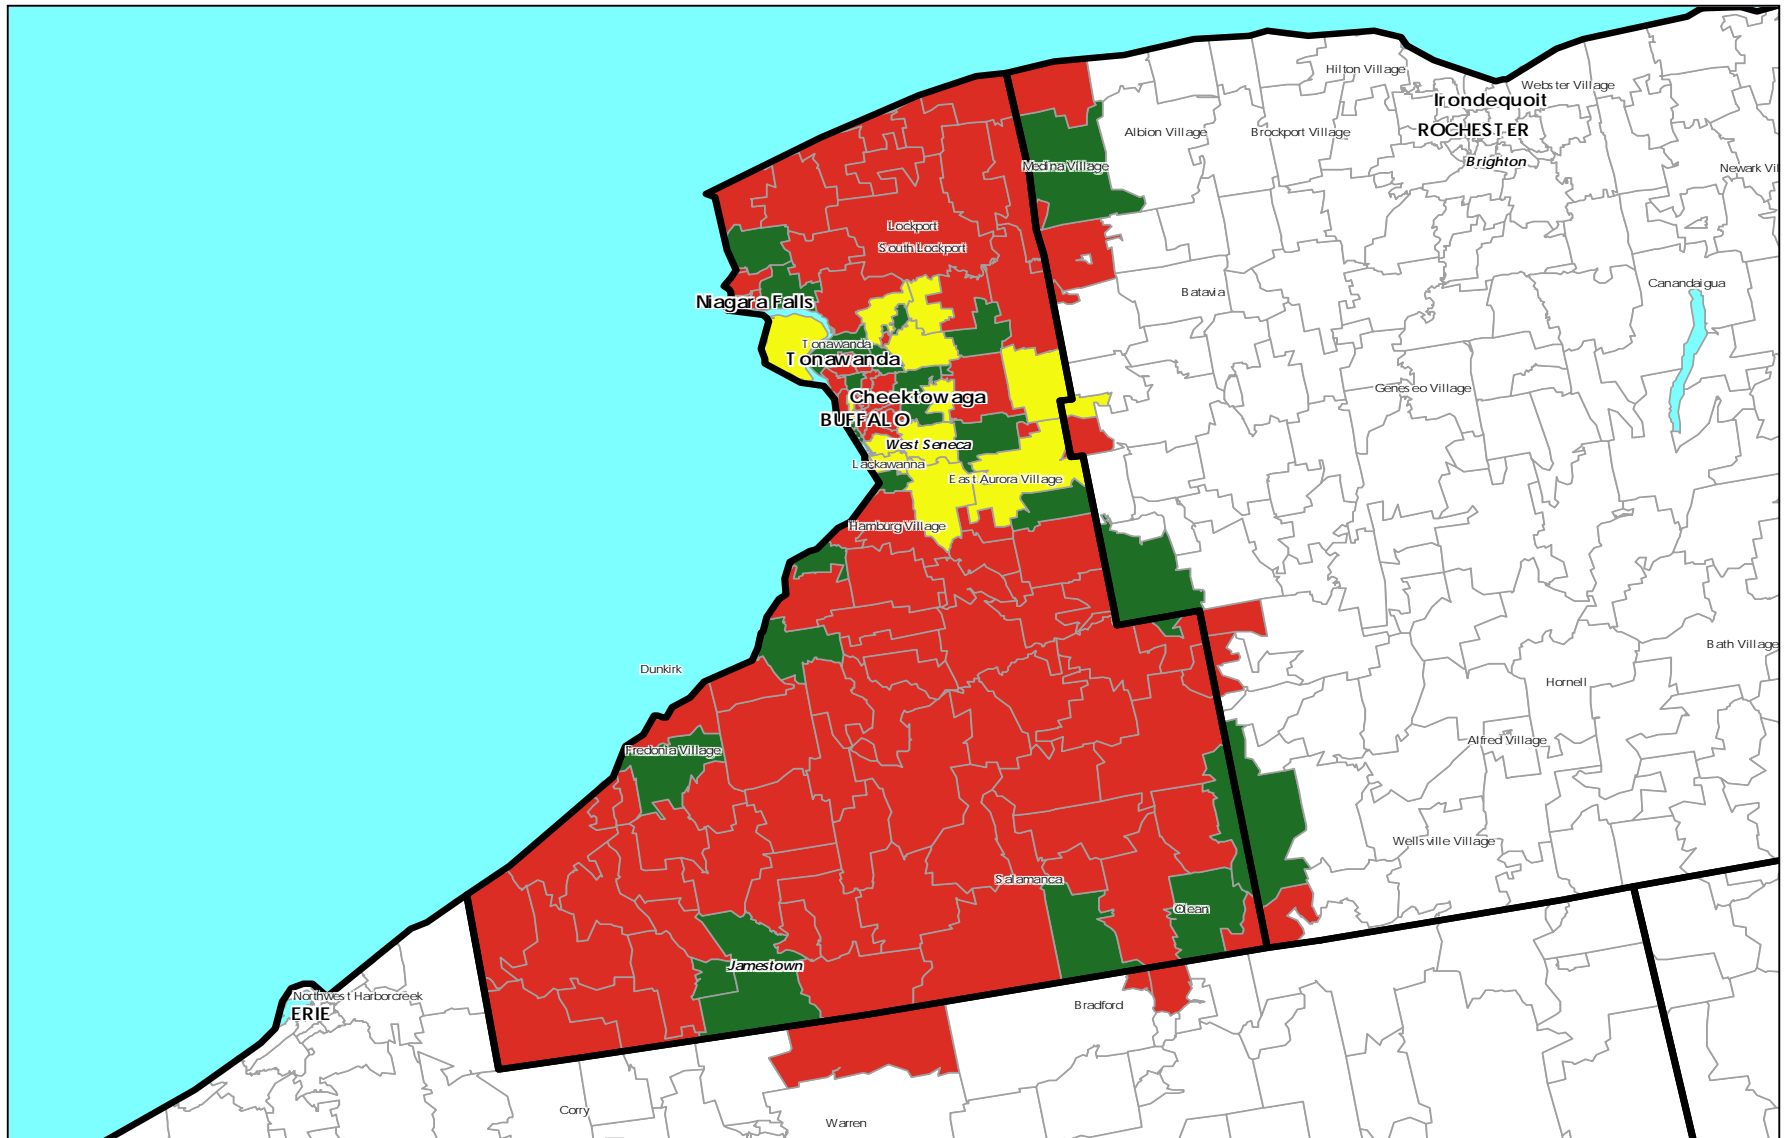 Hilton Village
Webster Village
Irondequoit
Albion Village
Brockport Village
ROCHESTER
Brighton
Medina Village
Newark Vil
Lockport
South Lockport
Canandaigua
Batavia
Niagara Falls
Tonawanda
Tonawanda
Geneseo Village
Cheektowaga
BUFFALO
West Seneca
Lackawanna
East Aurora Village
Hamburg Village
Bath Village
Dunkirk
Hornell
Fredonia Village
Alfred Village
Wellsville Village
Salamanca
Olean
Jamestown
Northwest Harborcreek
Bradford
ERIE
Corry
Warren